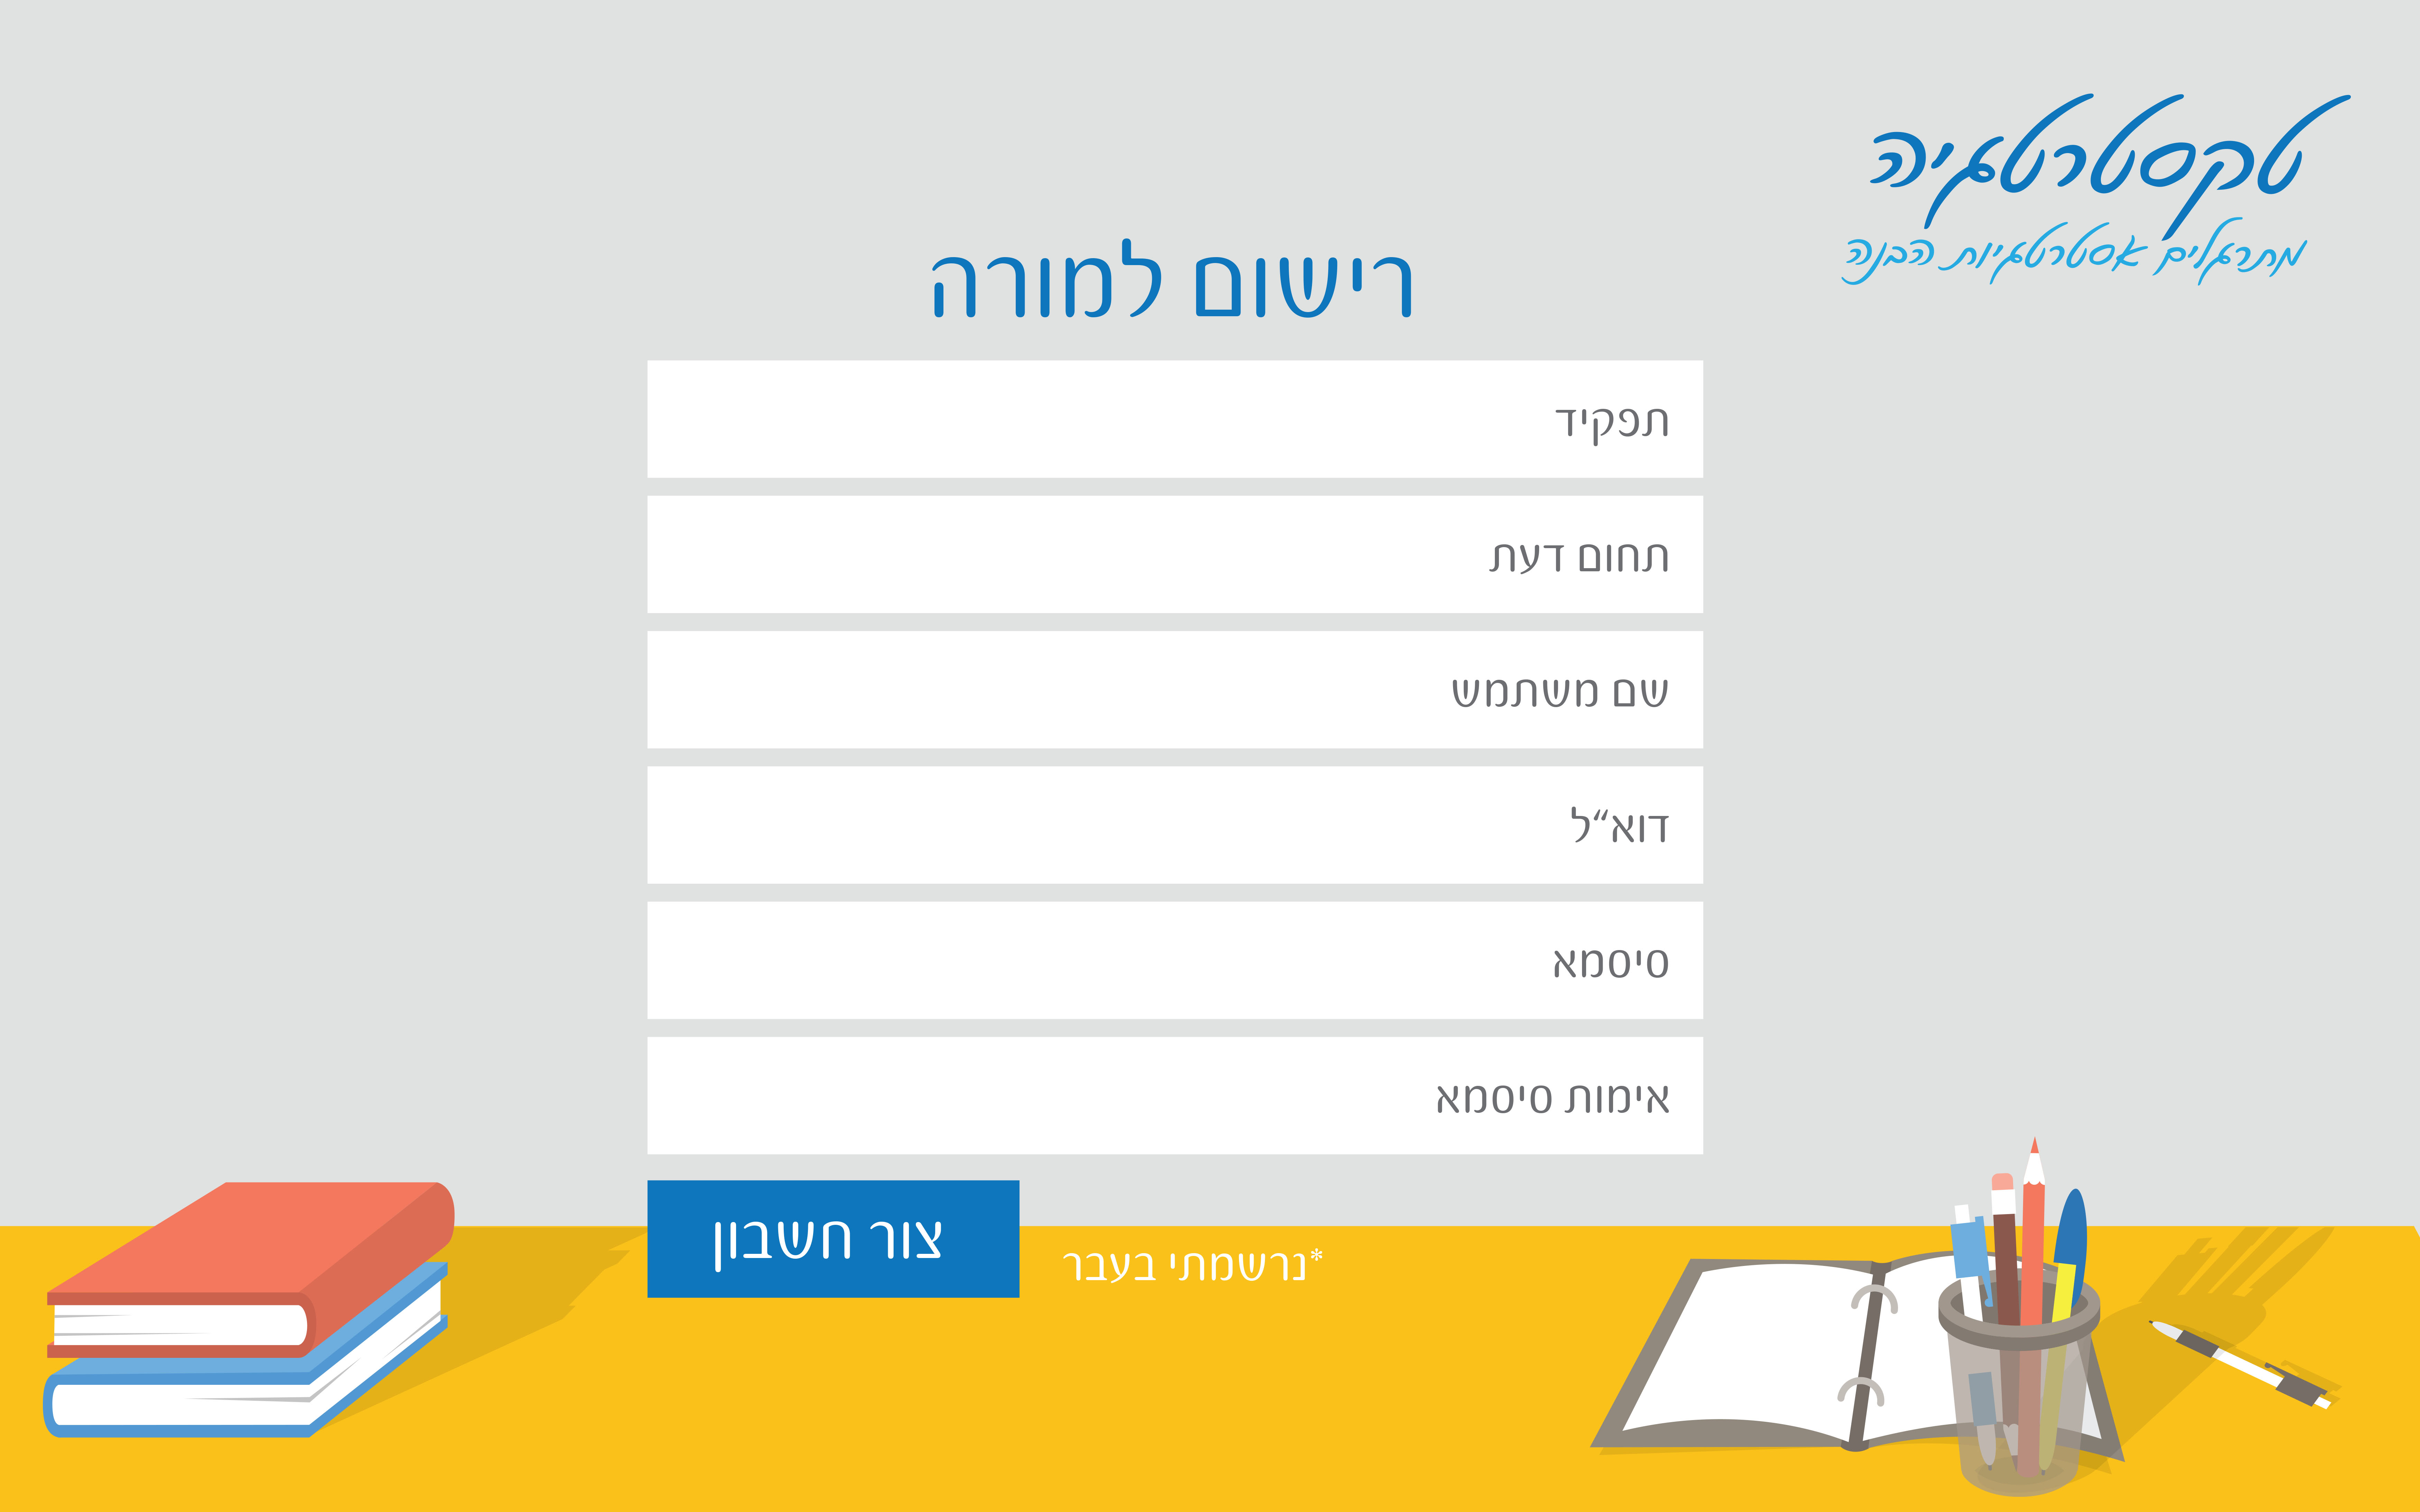 טקסטרטגיה
מתרגלים אסטרטגיות הבנה
רישום למורה
תפקיד
תחום דעת
שם משתמש
דוא״ל
סיסמא
אימות סיסמא
צור חשבון
*נרשמתי בעבר